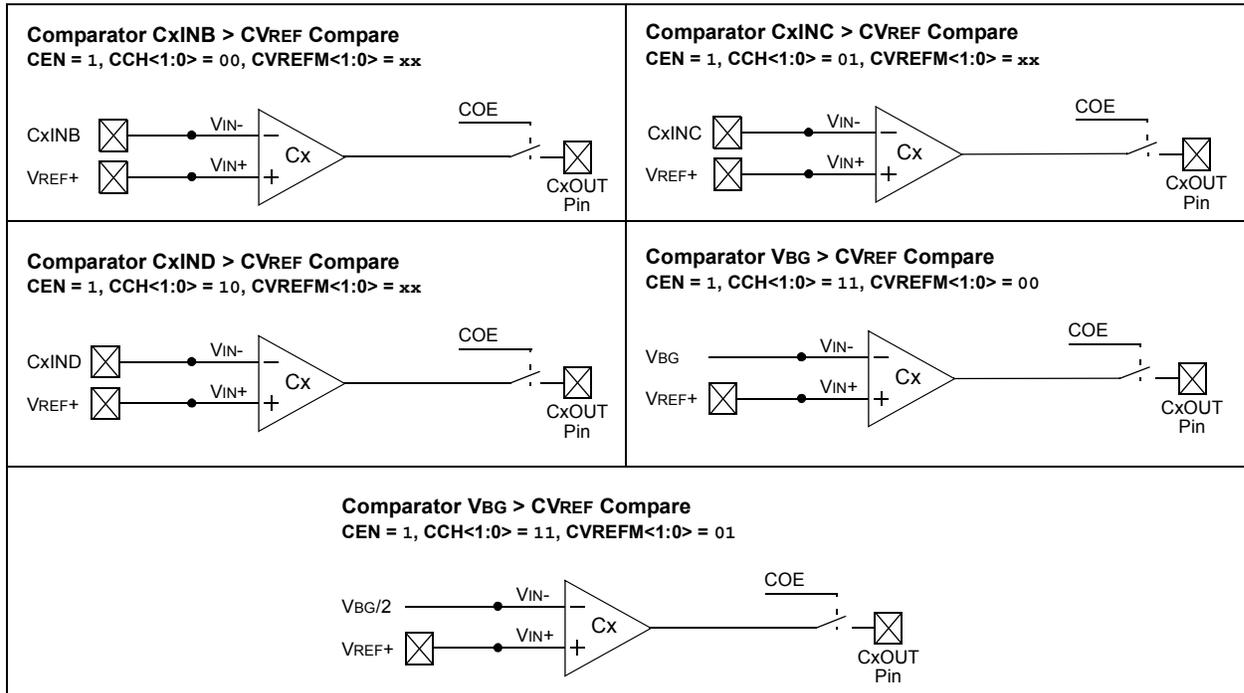 Comparator CxINB > CVREF Compare
CEN = 1, CCH<1:0> = 00, CVREFM<1:0> = xx
COE
CxINB
VIN-
-
Cx
VREF+
VIN+
+
CxOUT
Pin
Comparator CxINC > CVREF Compare
CEN = 1, CCH<1:0> = 01, CVREFM<1:0> = xx
COE
CxINC
VIN-
-
Cx
VREF+
VIN+
+
CxOUT
Pin
Comparator CxIND > CVREF Compare
CEN = 1, CCH<1:0> = 10, CVREFM<1:0> = xx
COE
CxIND
VIN-
-
Cx
VREF+
VIN+
+
CxOUT
Pin
Comparator VBG > CVREF Compare
CEN = 1, CCH<1:0> = 11, CVREFM<1:0> = 00
COE
VBG
VIN-
-
Cx
VREF+
VIN+
+
CxOUT
Pin
Comparator VBG > CVREF Compare
CEN = 1, CCH<1:0> = 11, CVREFM<1:0> = 01
COE
VBG/2
VIN-
-
Cx
VREF+
VIN+
+
CxOUT
Pin